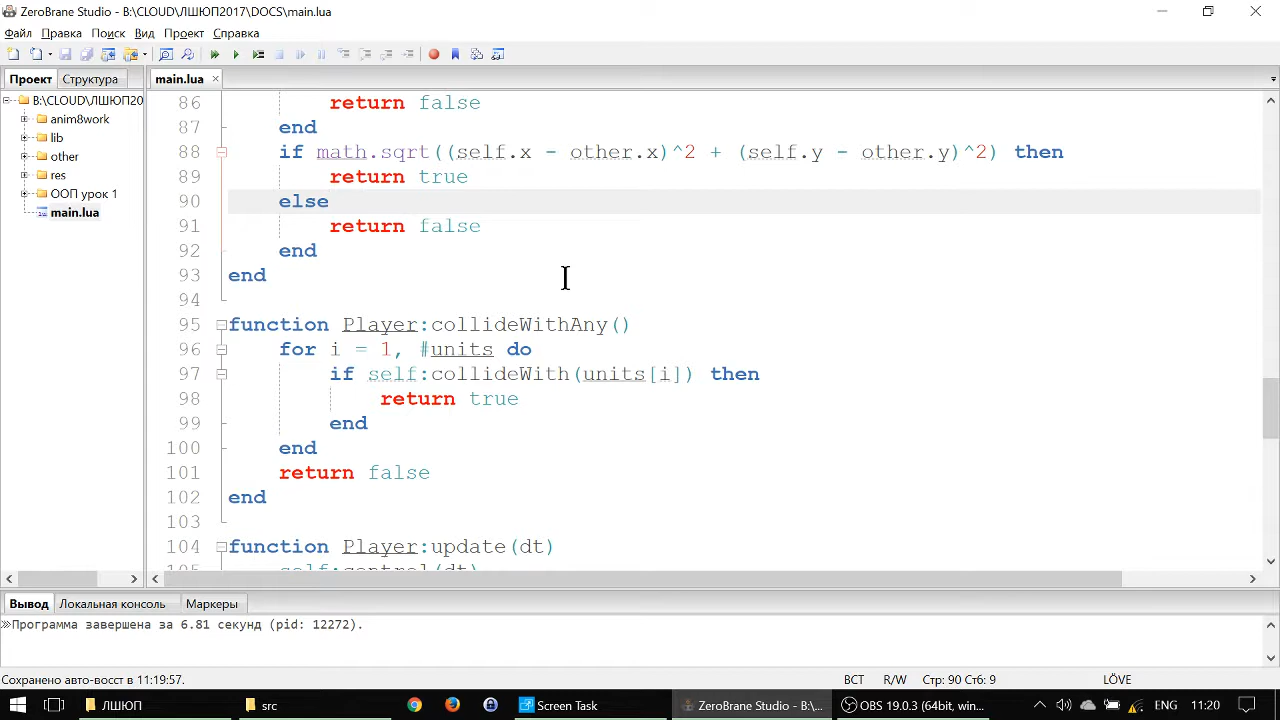 ZeroBrane Studio - B:\CLOUD\ЛШЮП2017\DOCS\main.lua
Файл Правка Поиск Вид Проект Справка
Проект Структура
main.lua
B:\CLOUD\ЛШЮП20
anim8work
lib
other
res
ООП урок 1
main.lua
86 return false
87 end
88 if math.sqrt((self.x - other.x)^2 + (self.y - other.y)^2) then
89 return true
90 else
91 return false
92 end
93 end
94
95 function Player:collideWithAny()
96 for i = 1, #units do
97 if self:collideWith(units[i]) then
98 return true
99 end
100 end
101 return false
102 end
103
104 function Player:update(dt)
105 self:control(dt)
Вывод Локальная консоль Маркеры
»Программа завершена за 6.81 секунд (pid: 12272).
Сохранено авто-восст в 11:19:57. ВСТ R/W Стр: 90 Стб: 9 LÖVE
ЛШЮП src Screen Task ZeroBrane Studio - B:\... OBS 19.0.3 (64bit, win... ENG 11:20